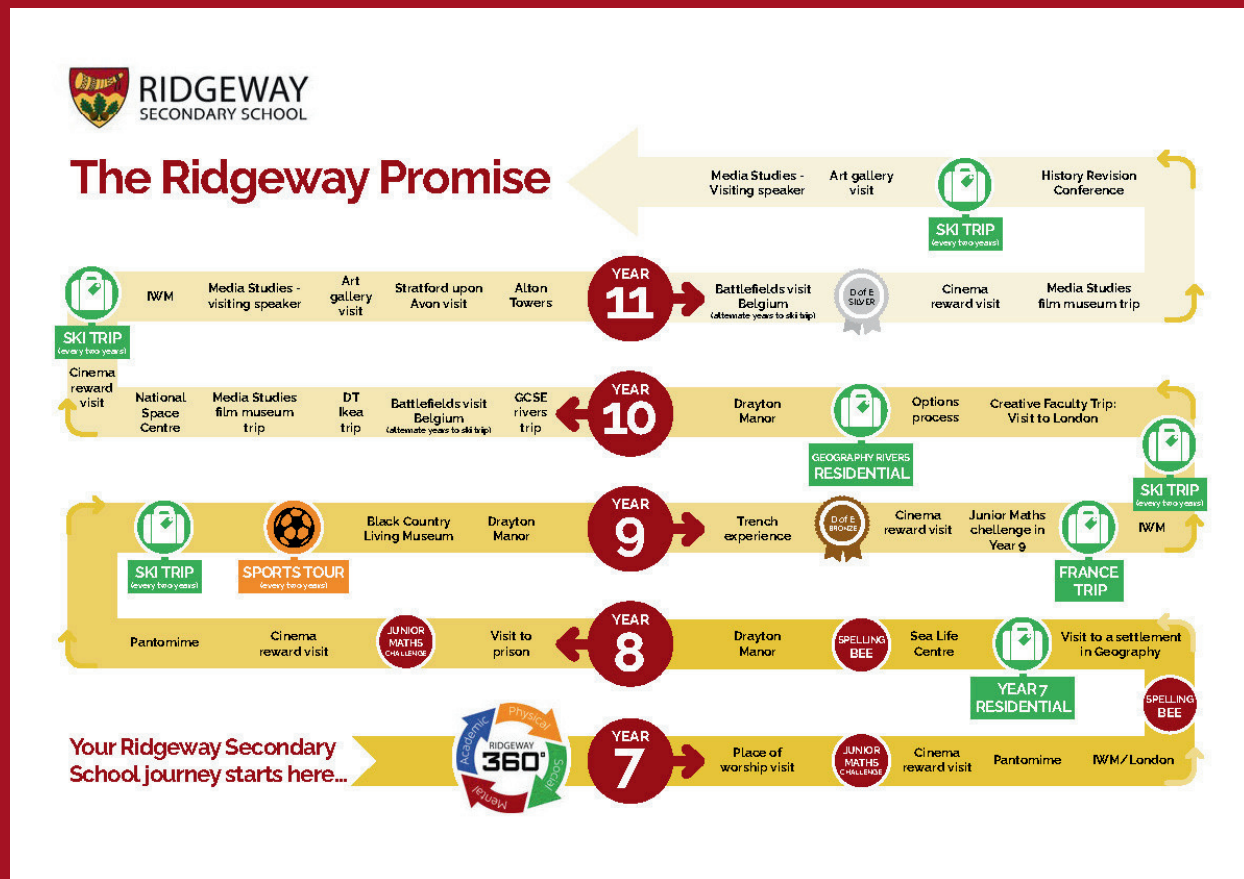 RIDGEWAY
SECONDARY SCHOOL
The Ridgeway Promise
Media Studies -
Visiting speaker
Art gallery
visit
SKI TRIP
(every two years)
History Revision
Conference
SKI TRIP
(every two years)
IWM
Media Studies -
visiting speaker
Art
gallery
visit
Stratford upon
Avon visit
Alton
Towers
YEAR
11
Battlefields visit
Belgium
(alternate years to ski trip)
D of E
SILVER
Cinema
reward visit
Media Studies
film museum trip
Cinema
reward
visit
National
Space
Centre
Media Studies
film museum
trip
DT
Ikea
trip
Battlefields visit
Belgium
(alternate years to ski trip)
GCSE
rivers
trip
YEAR
10
Drayton
Manor
GEOGRAPHY RIVERS
RESIDENTIAL
Options
process
Creative Faculty Trip:
Visit to London
SKI TRIP
(every two years)
SKI TRIP
(every two years)
SPORTS TOUR
(every two years)
Black Country
Living Museum
Drayton
Manor
YEAR
9
Trench
experience
D of E
BRONZE
Cinema
reward visit
Junior Maths
chellenge in
Year 9
FRANCE
TRIP
IWM
Pantomime
Cinema
reward visit
JUNIOR
MATHS
CHALLENGE
Visit to
prison
YEAR
8
Drayton
Manor
SPELLING
BEE
Sea Life
Centre
YEAR 7
RESIDENTIAL
Visit to a settlement
in Geography
SPELLING
BEE
Your Ridgeway Secondary
School journey starts here...
Academic
Physical
Social
Mental
RIDGEWAY
360°
YEAR
7
Place of
worship visit
JUNIOR
MATHS
CHALLENGE
Cinema
reward visit
Pantomime
IWM/London